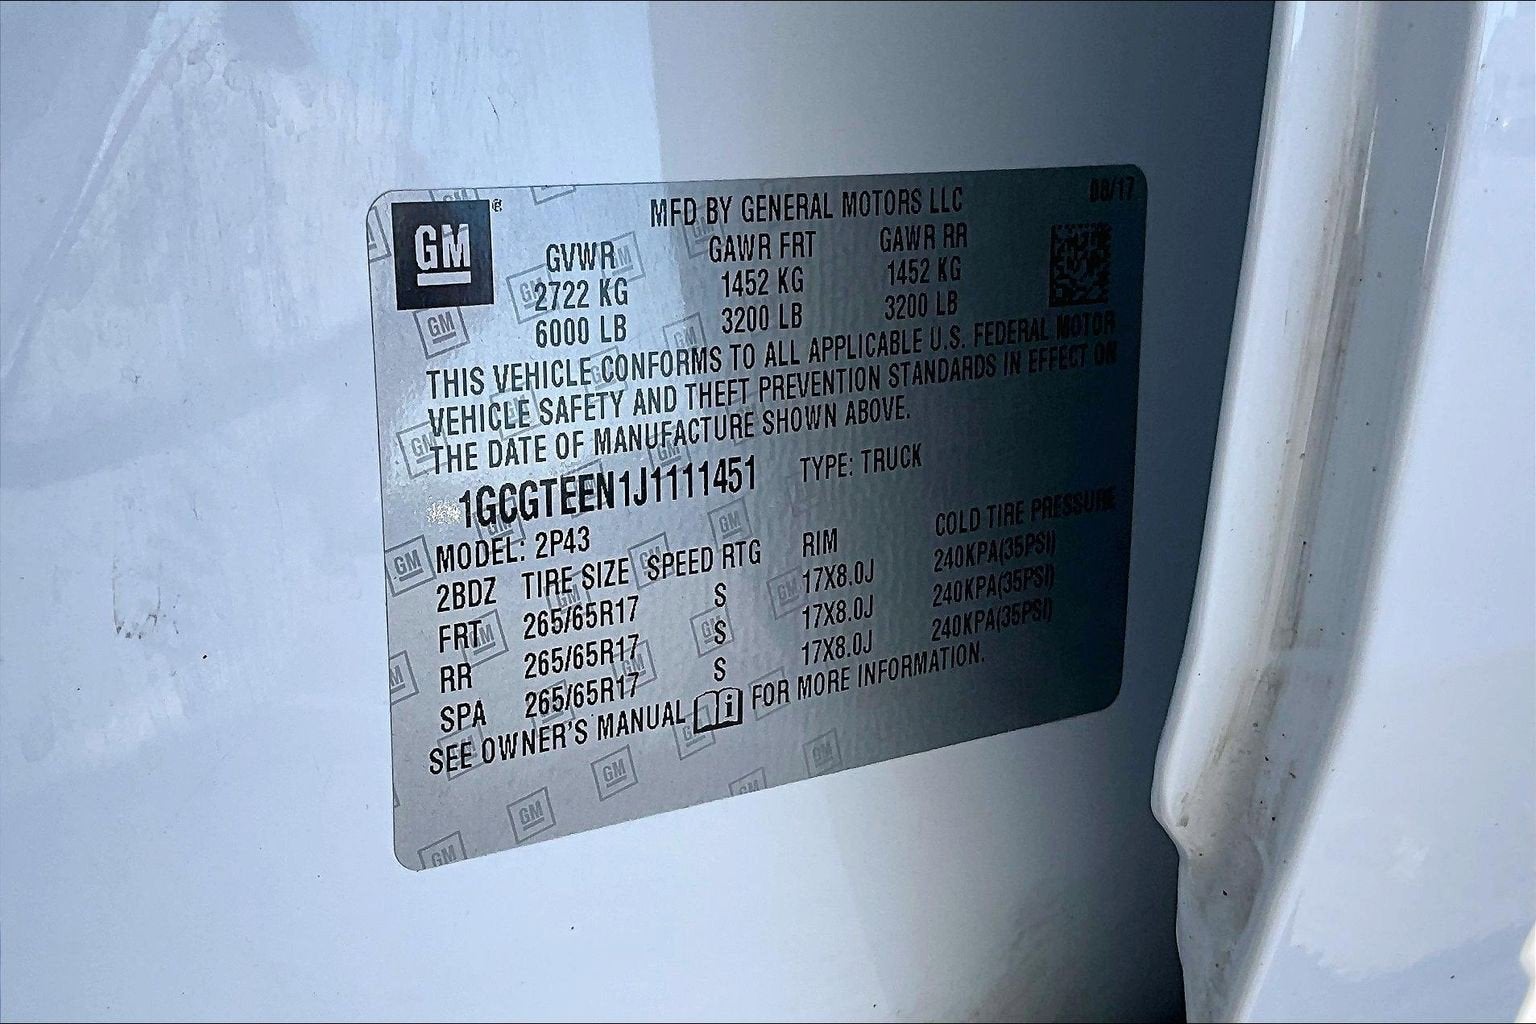 GM ®
MFD BY GENERAL MOTORS LLC 08/17
GVWR GAWR FRT GAWR RR
2722 KG 1452 KG 1452 KG
6000 LB 3200 LB 3200 LB
THIS VEHICLE CONFORMS TO ALL APPLICABLE U.S. FEDERAL MOTOR
VEHICLE SAFETY AND THEFT PREVENTION STANDARDS IN EFFECT ON
THE DATE OF MANUFACTURE SHOWN ABOVE.
1GCGTEEN1J1111451 TYPE: TRUCK
MODEL: 2P43
2BDZ TIRE SIZE SPEED RTG RIM COLD TIRE PRESSURE
FRT 265/65R17 S 17X8.0J 240KPA(35PSI)
RR 265/65R17 S 17X8.0J 240KPA(35PSI)
SPA 265/65R17 S 17X8.0J 240KPA(35PSI)
SEE OWNER'S MANUAL i FOR MORE INFORMATION.